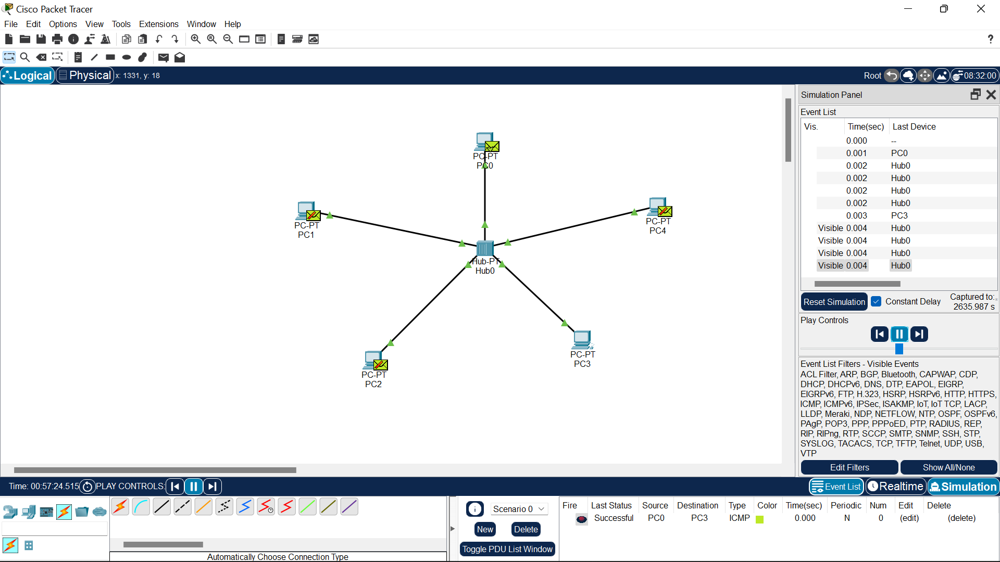 Cisco Packet Tracer
File Edit Options View Tools Extensions Window Help
?
Logical Physical x: 1331, y: 18 Root 08:32:00
PC-PT
PC0
PC-PT
PC1
PC-PT
PC4
Hub-PT
Hub0
PC-PT
PC3
PC-PT
PC2
Simulation Panel
Event List
Vis. Time(sec) Last Device
0.000 --
0.001 PC0
0.002 Hub0
0.002 Hub0
0.002 Hub0
0.002 Hub0
0.003 PC3
Visible 0.004 Hub0
Visible 0.004 Hub0
Visible 0.004 Hub0
Visible 0.004 Hub0
Reset Simulation Constant Delay Captured to:*
2635.987 s
Play Controls
Event List Filters - Visible Events
ACL Filter, ARP, BGP, Bluetooth, CAPWAP, CDP,
DHCP, DHCPv6, DNS, DTP, EAPOL, EIGRP,
EIGRPv6, FTP, H.323, HSRP, HSRPv6, HTTP, HTTPS,
ICMP, ICMPv6, IPSec, ISAKMP, IoT, IoT TCP, LACP,
LLDP, Meraki, NDP, NETFLOW, NTP, OSPF, OSPFv6,
PAgP, POP3, PPP, PPPoED, PTP, RADIUS, REP,
RIP, RIPng, RTP, SCCP, SMTP, SNMP, SSH, STP,
SYSLOG, TACACS, TCP, TFTP, Telnet, UDP, USB,
VTP
Edit Filters Show All/None
Time: 00:57:24.515 PLAY CONTROLS: Event List Realtime Simulation
Automatically Choose Connection Type
Scenario 0
New Delete
Toggle PDU List Window
Fire Last Status Source Destination Type Color Time(sec) Periodic Num Edit Delete
Successful PC0 PC3 ICMP 0.000 N 0 (edit) (delete)